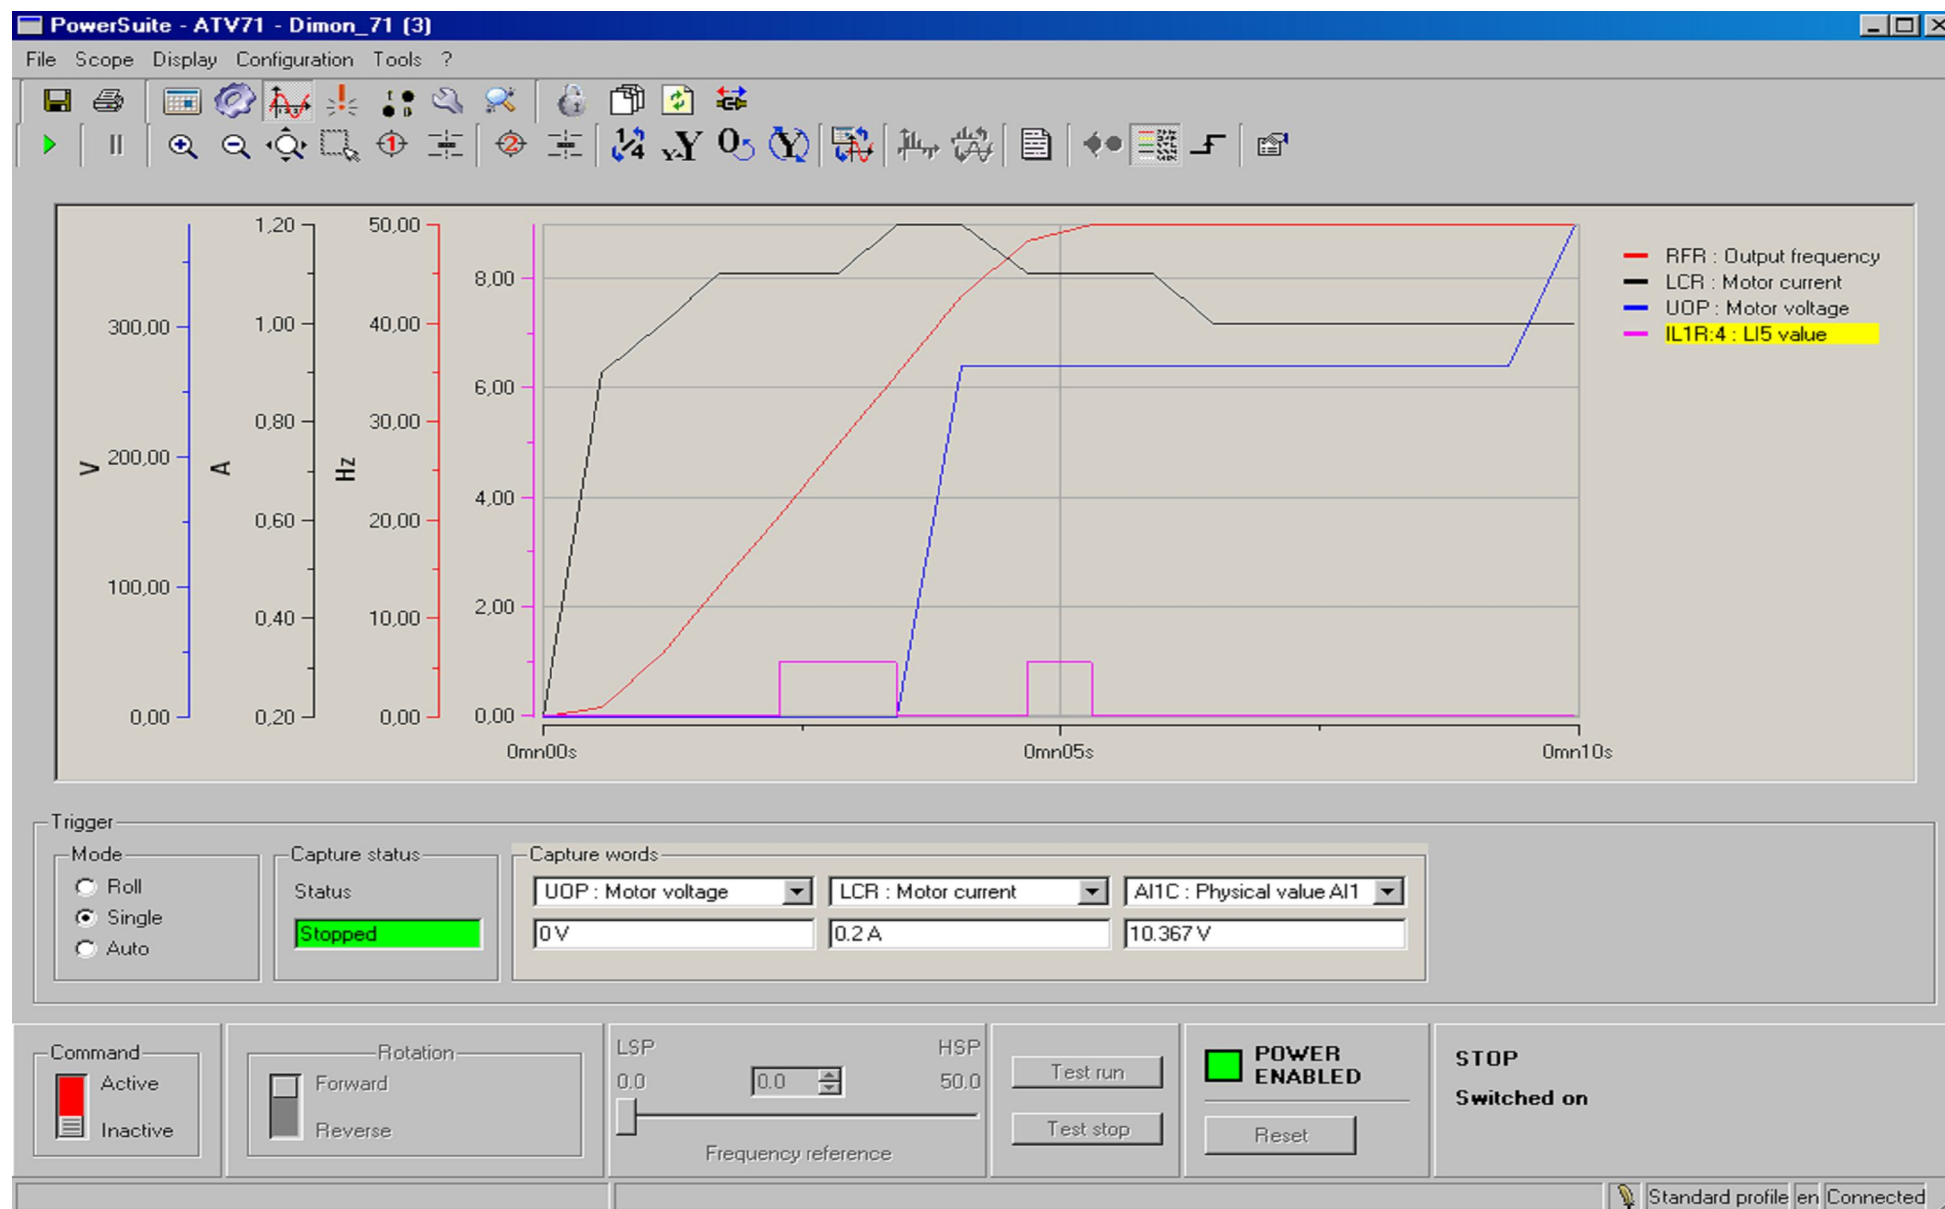 PowerSuite - ATV71 - Dimon_71 (3)
File Scope Display Configuration Tools ?
1,20 50,00
8,00
RFR : Output frequency
LCR : Motor current
UOP : Motor voltage
IL1R:4 : LI5 value
300,00 1,00 40,00
6,00
0,80 30,00
V 200,00 A Hz
4,00
0,60 20,00
100,00 0,40 10,00 2,00
0,00 0,20 0,00 0,00
0mn00s 0mn05s 0mn10s
Trigger
Mode Capture status Capture words
Roll Status UOP : Motor voltage LCR : Motor current AI1C : Physical value AI1
Single
Stopped 0 V 0.2 A 10.367 V
Auto
Command Rotation LSP HSP POWER ENABLED STOP
Active Forward 0.0 0.0 50.0 Test run
Switched on
Inactive Reverse Test stop Reset
Frequency reference
Standard profile en Connected